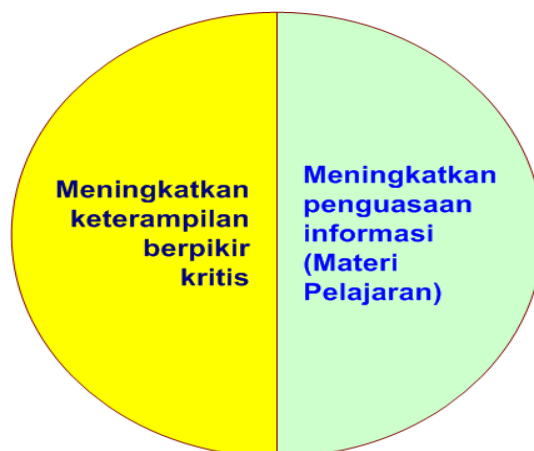 Meningkatkan
keterampilan
berpikir
kritis
Meningkatkan
penguasaan
informasi
(Materi
Pelajaran)